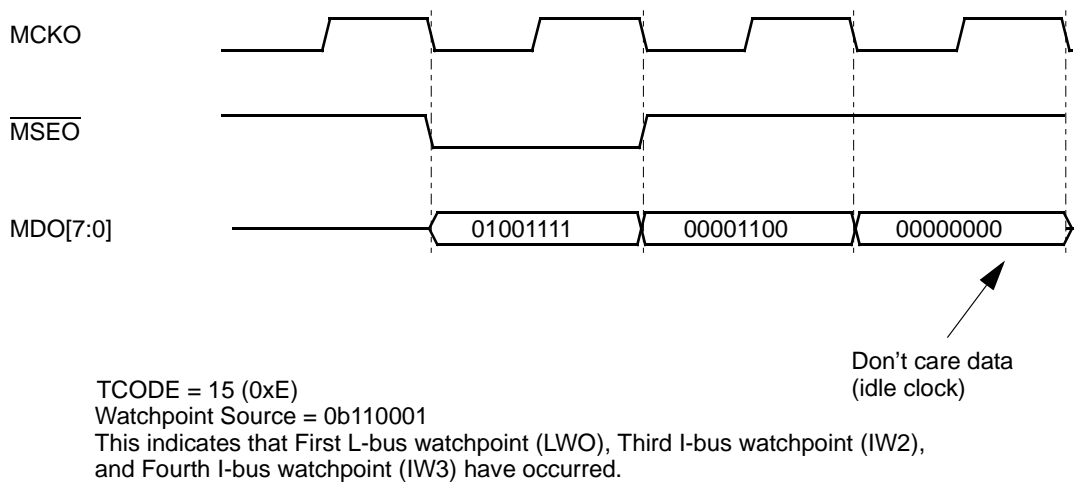 MCKO
MSEO
MDO[7:0]
01001111
00001100
00000000
Don't care data
(idle clock)
TCODE = 15 (0xE)
Watchpoint Source = 0b110001
This indicates that First L-bus watchpoint (LWO), Third I-bus watchpoint (IW2),
and Fourth I-bus watchpoint (IW3) have occurred.